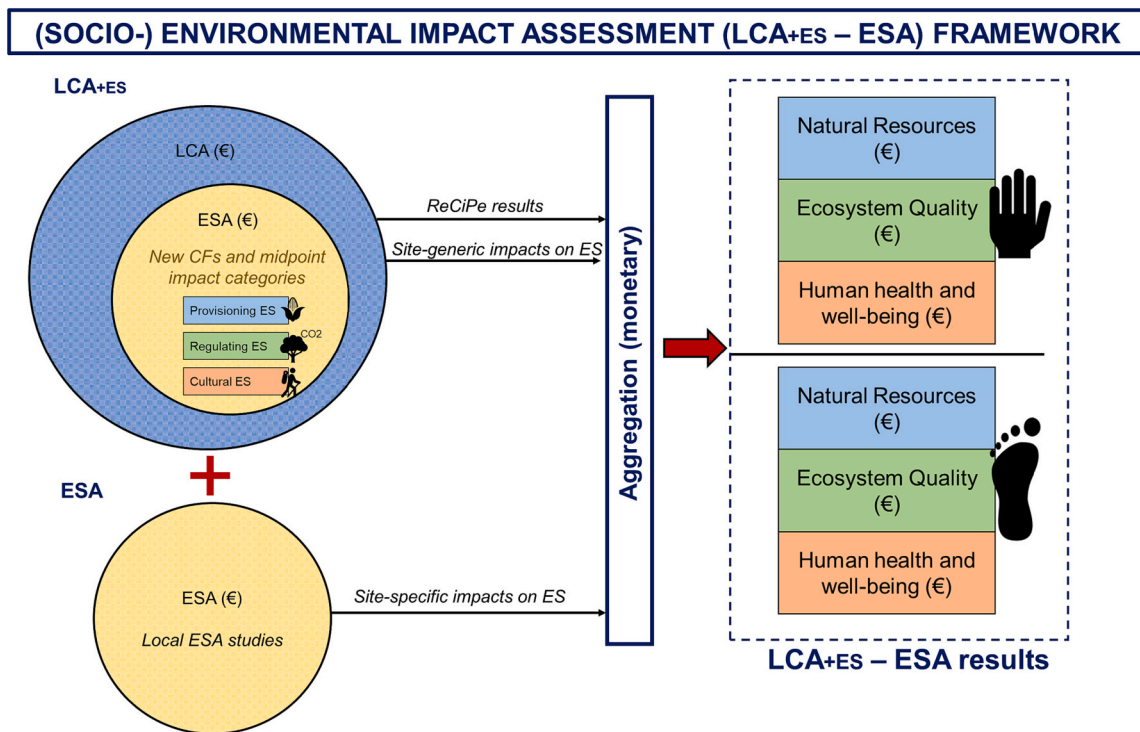 (SOCIO-) ENVIRONMENTAL IMPACT ASSESSMENT (LCA+ES – ESA) FRAMEWORK
LCA+ES
LCA (€)
ESA (€)
New CFs and midpoint
impact categories
Provisioning ES
Regulating ES
CO2
Cultural ES
ESA
ESA (€)
Local ESA studies
ReCiPe results
Site-generic impacts on ES
Site-specific impacts on ES
Aggregation (monetary)
Natural Resources
(€)
Ecosystem Quality
(€)
Human health and
well-being (€)
Natural Resources
(€)
Ecosystem Quality
(€)
Human health and
well-being (€)
LCA+ES – ESA results